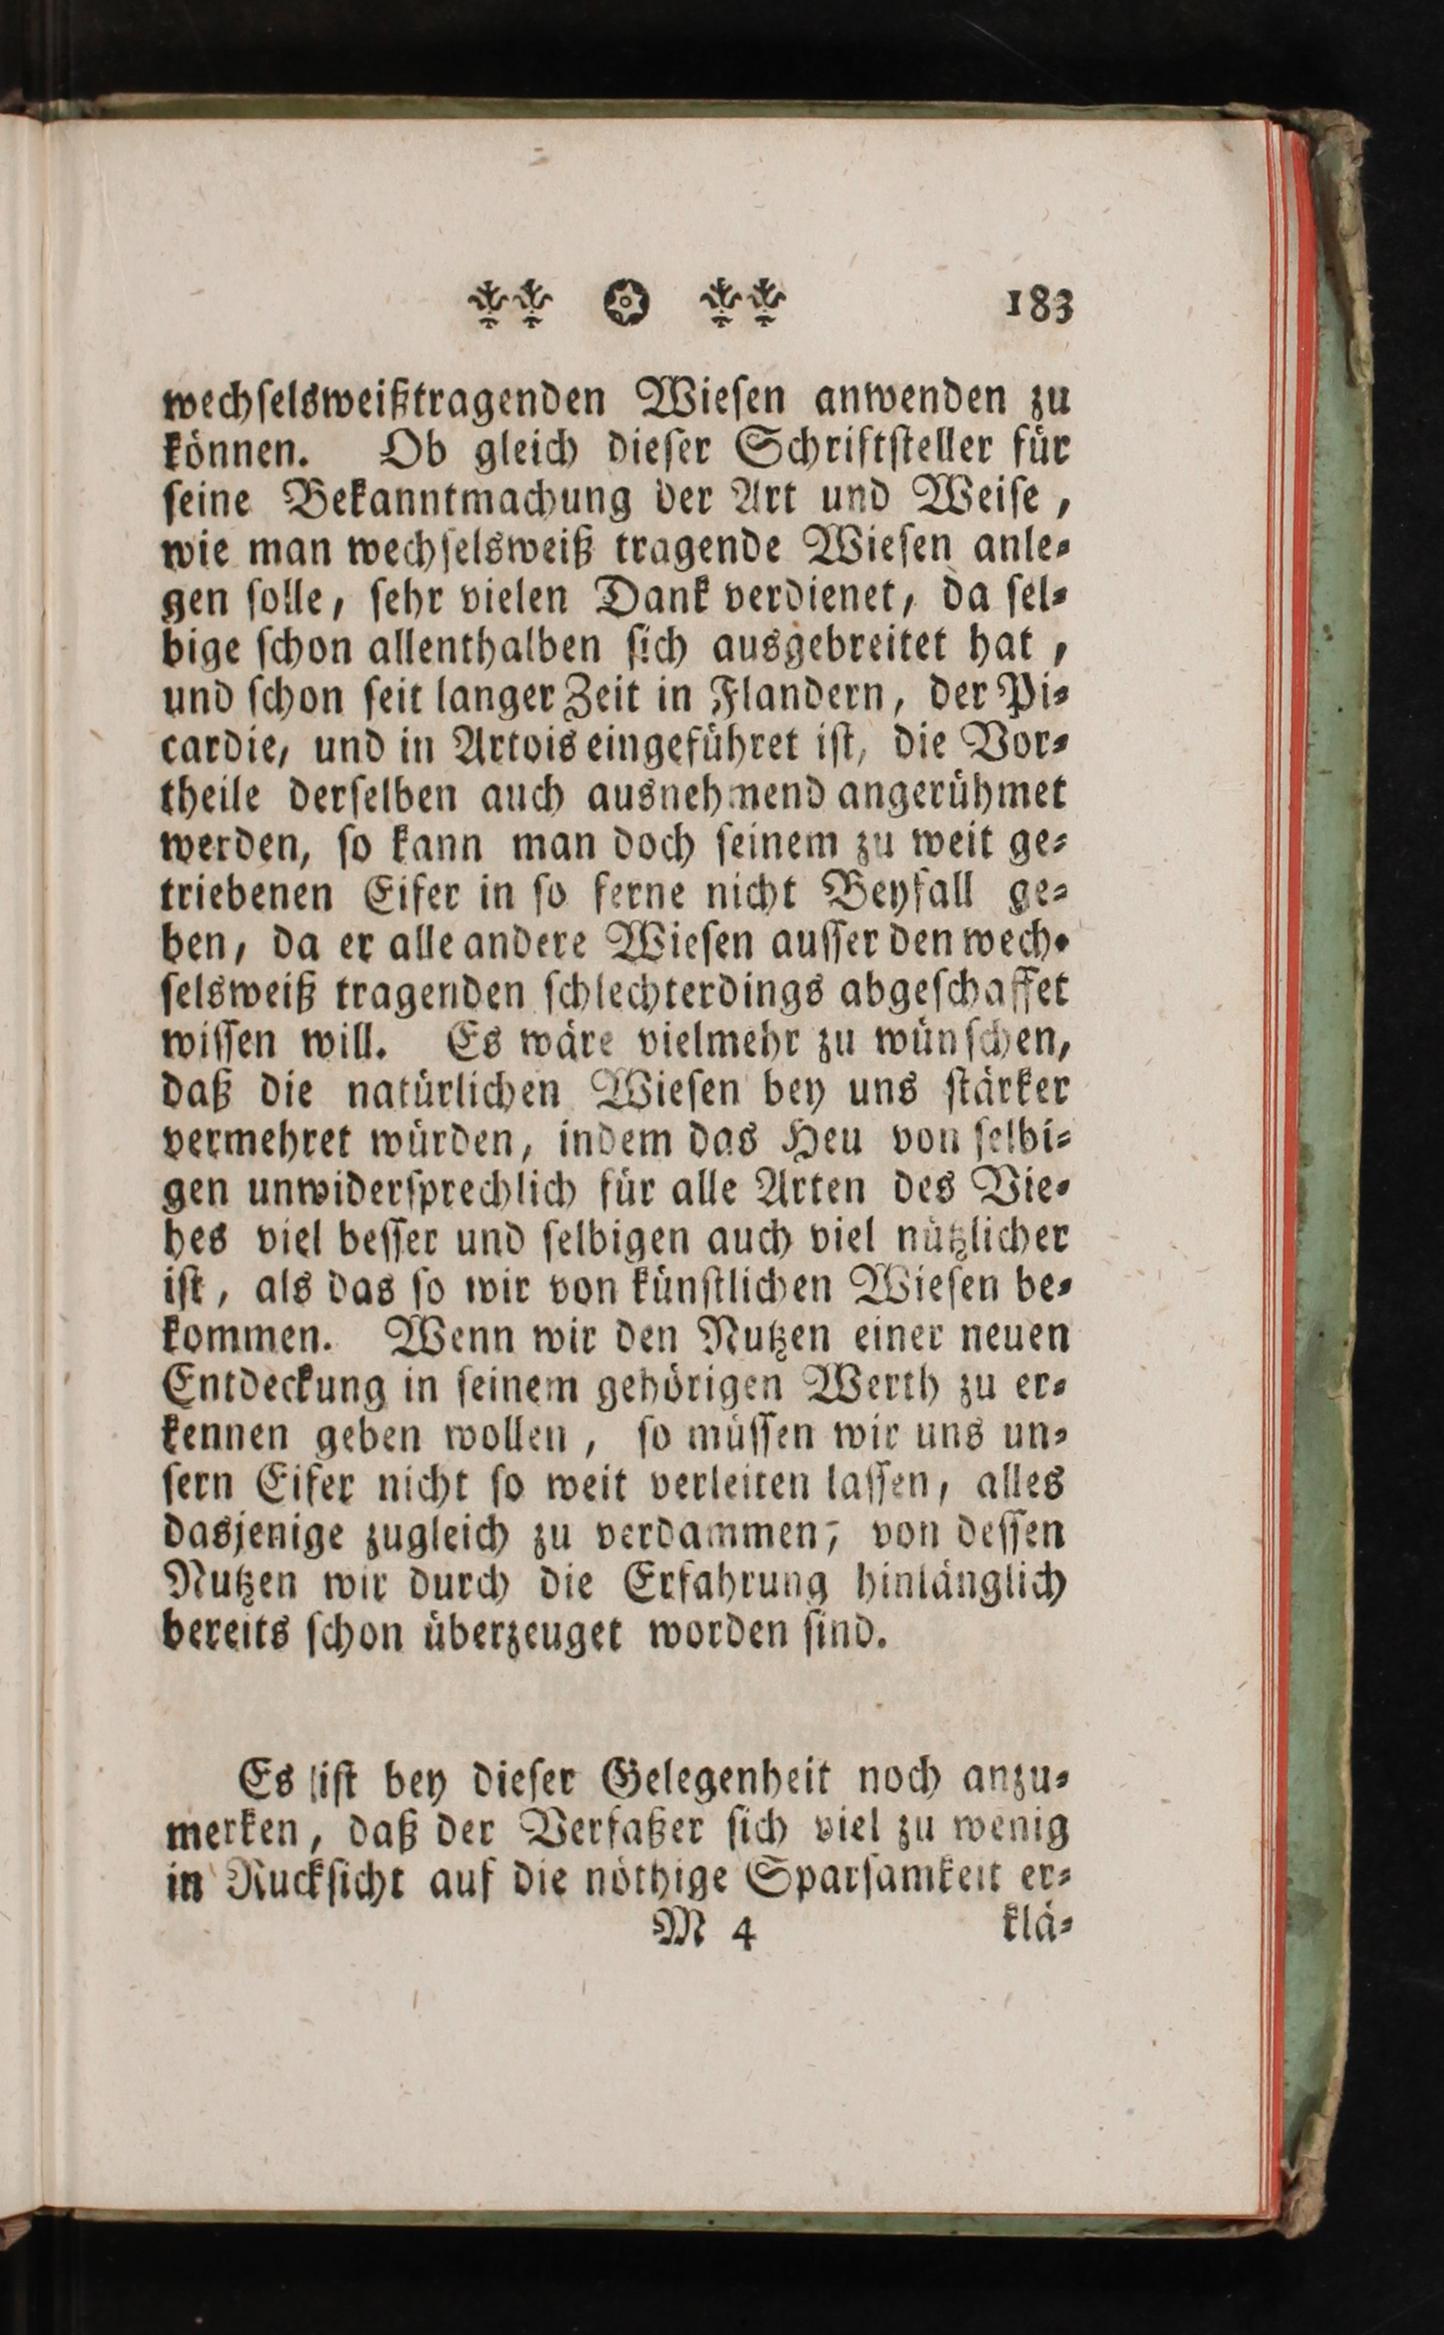 183
wechſelsweißtragenden Wieſen anwenden zu
können. Ob gleich dieſer Schriftſteller für
ſeine Bekanntmachung der Art und Weiſe,
wie man wechſelsweiß tragende Wieſen anle-
gen ſolle, ſehr vielen Dank verdienet, da ſel-
bige ſchon allenthalben ſich ausgebreitet hat,
und ſchon ſeit langer Zeit in Flandern, der Pi-
cardie, und in Artois eingeführet iſt, die Vor-
theile derſelben auch ausnehmend angerühmet
werden, ſo kann man doch ſeinem zu weit ge-
triebenen Eifer in ſo ferne nicht Beyfall ge-
ben, da er alle andere Wieſen auſſer den wech-
ſelsweiß tragenden ſchlechterdings abgeſchaffet
wiſſen will. Es wäre vielmehr zu wünſchen,
daß die natürlichen Wieſen bey uns ſtärker
vermehret würden, indem das Heu von ſelbi-
gen unwiderſprechlich für alle Arten des Vie-
hes viel beſſer und ſelbigen auch viel nützlicher
iſt, als das ſo wir von künſtlichen Wieſen be-
kommen. Wenn wir den Nutzen einer neuen
Entdeckung in ſeinem gehörigen Werth zu er-
kennen geben wollen, ſo müſſen wir uns un-
ſern Eifer nicht ſo weit verleiten laſſen, alles
dasjenige zugleich zu verdammen, von deſſen
Nutzen wir durch die Erfahrung hinlänglich
bereits ſchon überzeuget worden ſind.
Es iſt bey dieſer Gelegenheit noch anzu-
merken, daß der Verfaßer ſich viel zu wenig
in Ruckſicht auf die nöthige Sparſamkeit er-
M 4 klä-